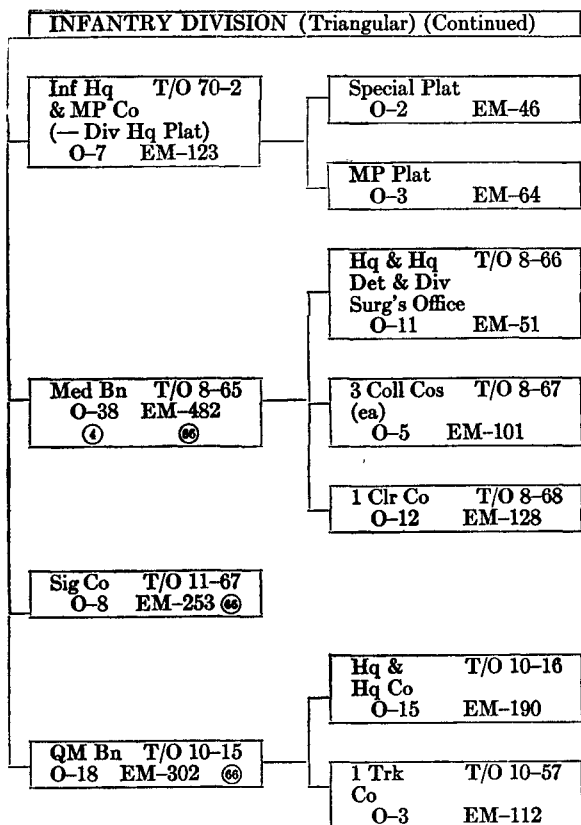 INFANTRY DIVISION (Triangular) (Continued)
Inf Hq T/O 70-2
& MP Co
(— Div Hq Plat)
O-7 EM-123
Special Plat
O-2 EM-46
MP Plat
O-3 EM-64
Hq & Hq T/O 8-66
Det & Div
Surg's Office
O-11 EM-51
Med Bn T/O 8-65
O-38 EM-482
④ 66
3 Coll Cos T/O 8-67
(ea)
O-5 EM-101
1 Clr Co T/O 8-68
O-12 EM-128
Sig Co T/O 11-67
O-8 EM-253 66
Hq & T/O 10-16
Hq Co
O-15 EM-190
QM Bn T/O 10-15
O-18 EM-302 66
1 Trk T/O 10-57
Co
O-3 EM-112